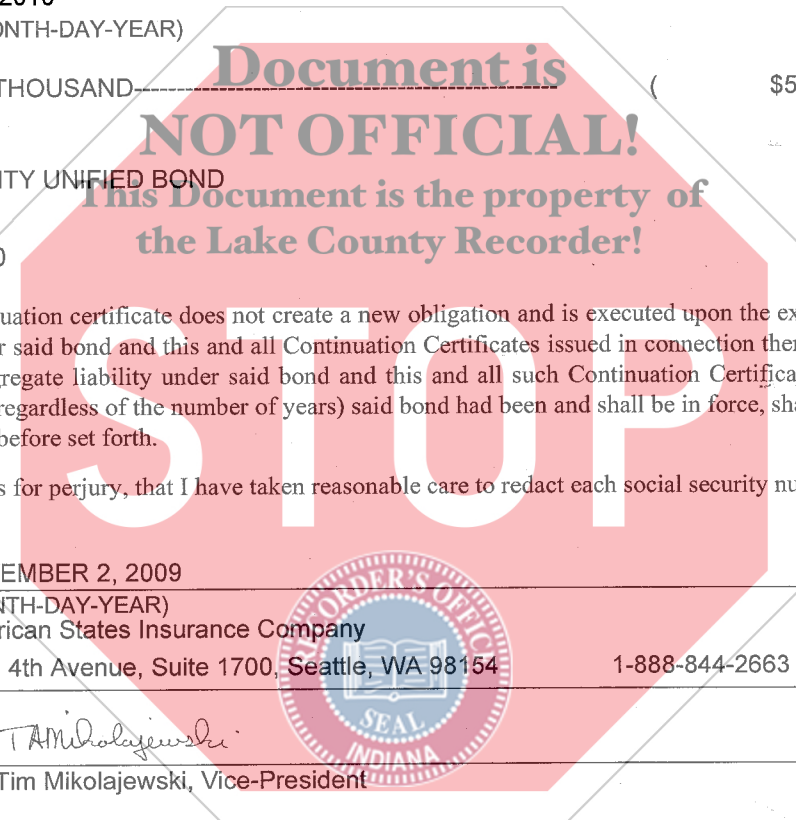 2010
ONTH-DAY-YEAR)
Document is
THOUSAND-------------------------------------------------------- ( $5
NOT OFFICIAL!
ITY UNIFIED BOND
This Document is the property of
the Lake County Recorder!
0
uation certificate does not create a new obligation and is executed upon the ex
r said bond and this and all Continuation Certificates issued in connection ther
gregate liability under said bond and this and all such Continuation Certifica
regardless of the number of years) said bond had been and shall be in force, sha
before set forth.
STOP
s for perjury, that I have taken reasonable care to redact each social security nu
EMBER 2, 2009
NTH-DAY-YEAR)
rican States Insurance Company
4th Avenue, Suite 1700, Seattle, WA 98154 1-888-844-2663
RECORDER'S OFFICE
SEAL
INDIANA
TAMikolajewski
Tim Mikolajewski, Vice-President